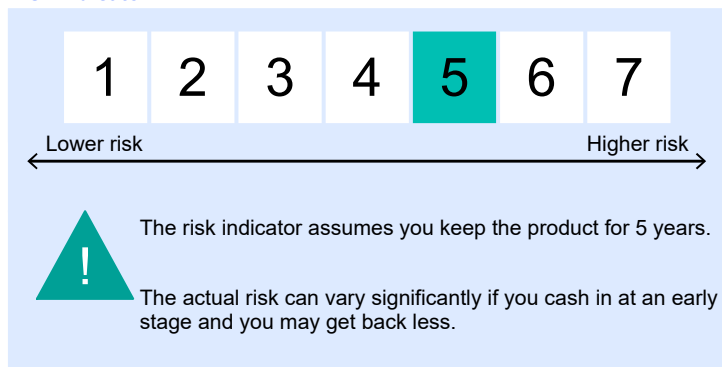 1 2 3 4 5 6 7
Lower risk Higher risk
! The risk indicator assumes you keep the product for 5 years.
The actual risk can vary significantly if you cash in at an early
stage and you may get back less.